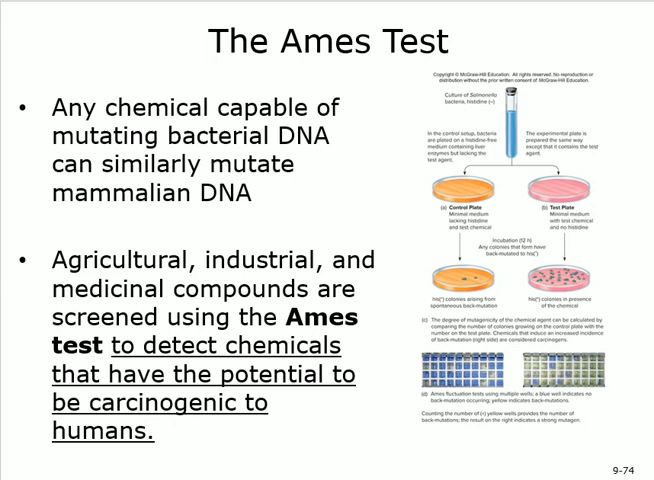 The Ames Test
• Any chemical capable of
mutating bacterial DNA
can similarly mutate
mammalian DNA
• Agricultural, industrial, and
medicinal compounds are
screened using the Ames
test to detect chemicals
that have the potential to
be carcinogenic to
humans.
Copyright © McGraw-Hill Education. All rights reserved. No reproduction or
distribution without the prior written consent of McGraw-Hill Education.
Culture of Salmonella
bacteria, histidine (–)
In the control setup, bacteria
are plated on a histidine-free
medium containing liver
enzymes but lacking the
test agent.
The experimental plate is
prepared the same way
except that it contains the test
agent.
(a) Control Plate
Minimal medium
lacking histidine
and test chemical
(b) Test Plate
Minimal medium
with test chemical
and no histidine
Incubation (12 h)
Any colonies that form have
back-mutated to his(⁺)
his(⁺) colonies arising from
spontaneous back-mutation
his(⁺) colonies in presence
of the chemical
(c) The degree of mutagenicity of the chemical agent can be calculated by
comparing the number of colonies growing on the control plate with the
number on the test plate. Chemicals that induce an increased incidence
of back-mutation (right side) are considered carcinogens.
(d) Ames fluctuation tests using multiple wells; a blue well indicates no
back-mutation occurring; yellow indicates back-mutations.
Counting the number of (+) yellow wells provides the number of
back-mutations; the result on the right indicates a strong mutagen.
9-74